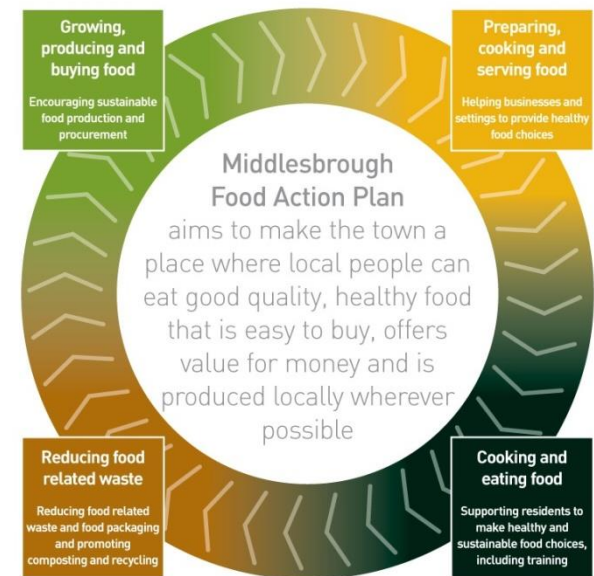 Growing,
producing and
buying food
Encouraging sustainable
food production and
procurement
Preparing,
cooking and
serving food
Helping businesses and
settings to provide healthy
food choices
Middlesbrough
Food Action Plan
aims to make the town a
place where local people can
eat good quality, healthy food
that is easy to buy, offers
value for money and is
produced locally wherever
possible
Reducing food
related waste
Reducing food related
waste and food packaging
and promoting
composting and recycling
Cooking and
eating food
Supporting residents to
make healthy and
sustainable food choices,
including training